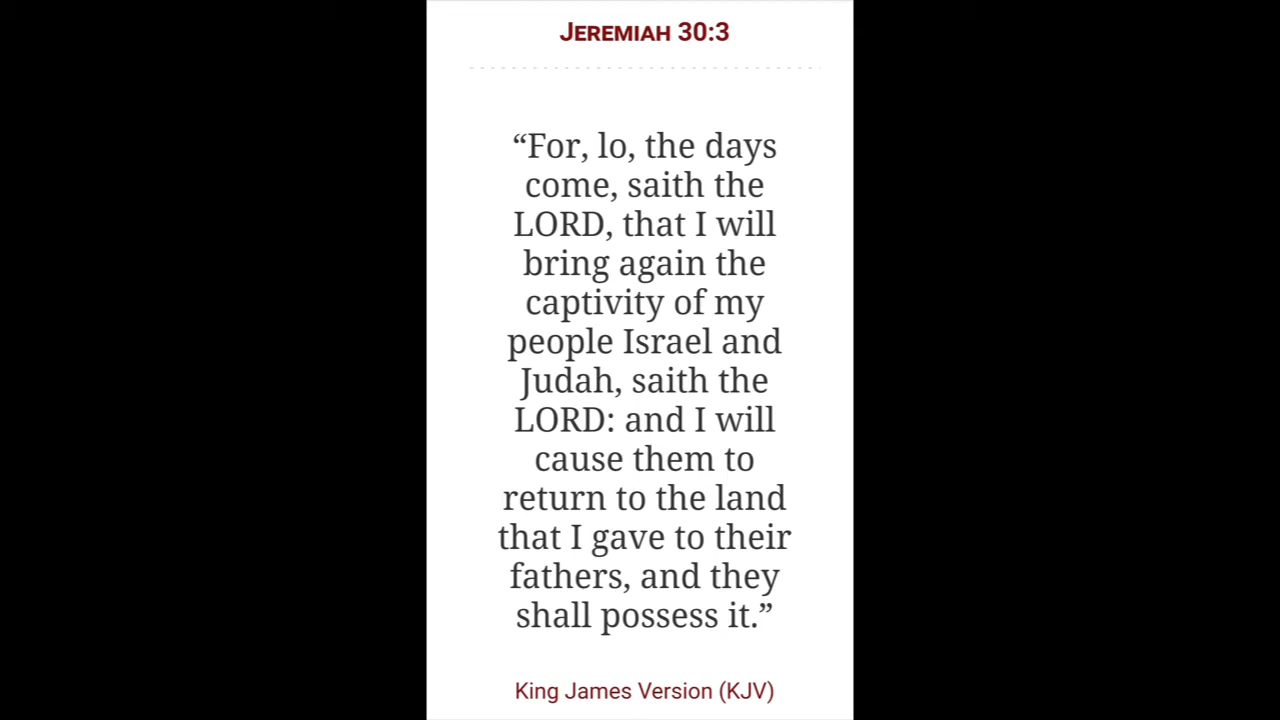 JEREMIAH 30:3
“For, lo, the days
come, saith the
LORD, that I will
bring again the
captivity of my
people Israel and
Judah, saith the
LORD: and I will
cause them to
return to the land
that I gave to their
fathers, and they
shall possess it.”
King James Version (KJV)